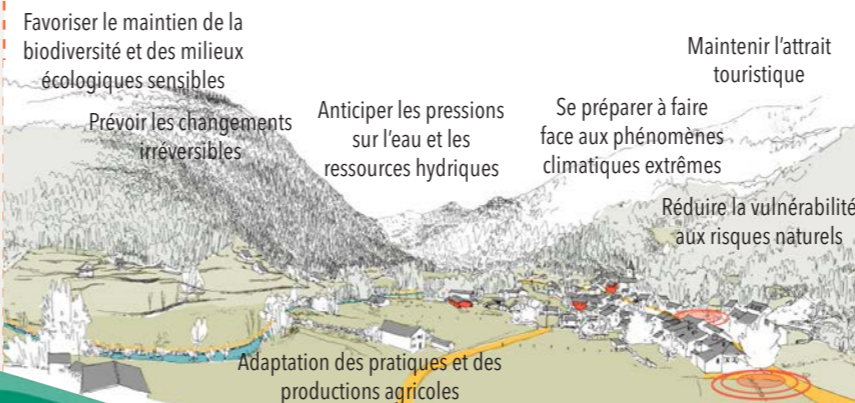 Favoriser le maintien de la
biodiversité et des milieux
écologiques sensibles
Prévoir les changements
irréversibles
Anticiper les pressions
sur l'eau et les
ressources hydriques
Maintenir l'attrait
touristique
Se préparer à faire
face aux phénomènes
climatiques extrêmes
Réduire la vulnérabilité
aux risques naturels
Adaptation des pratiques et des
productions agricoles